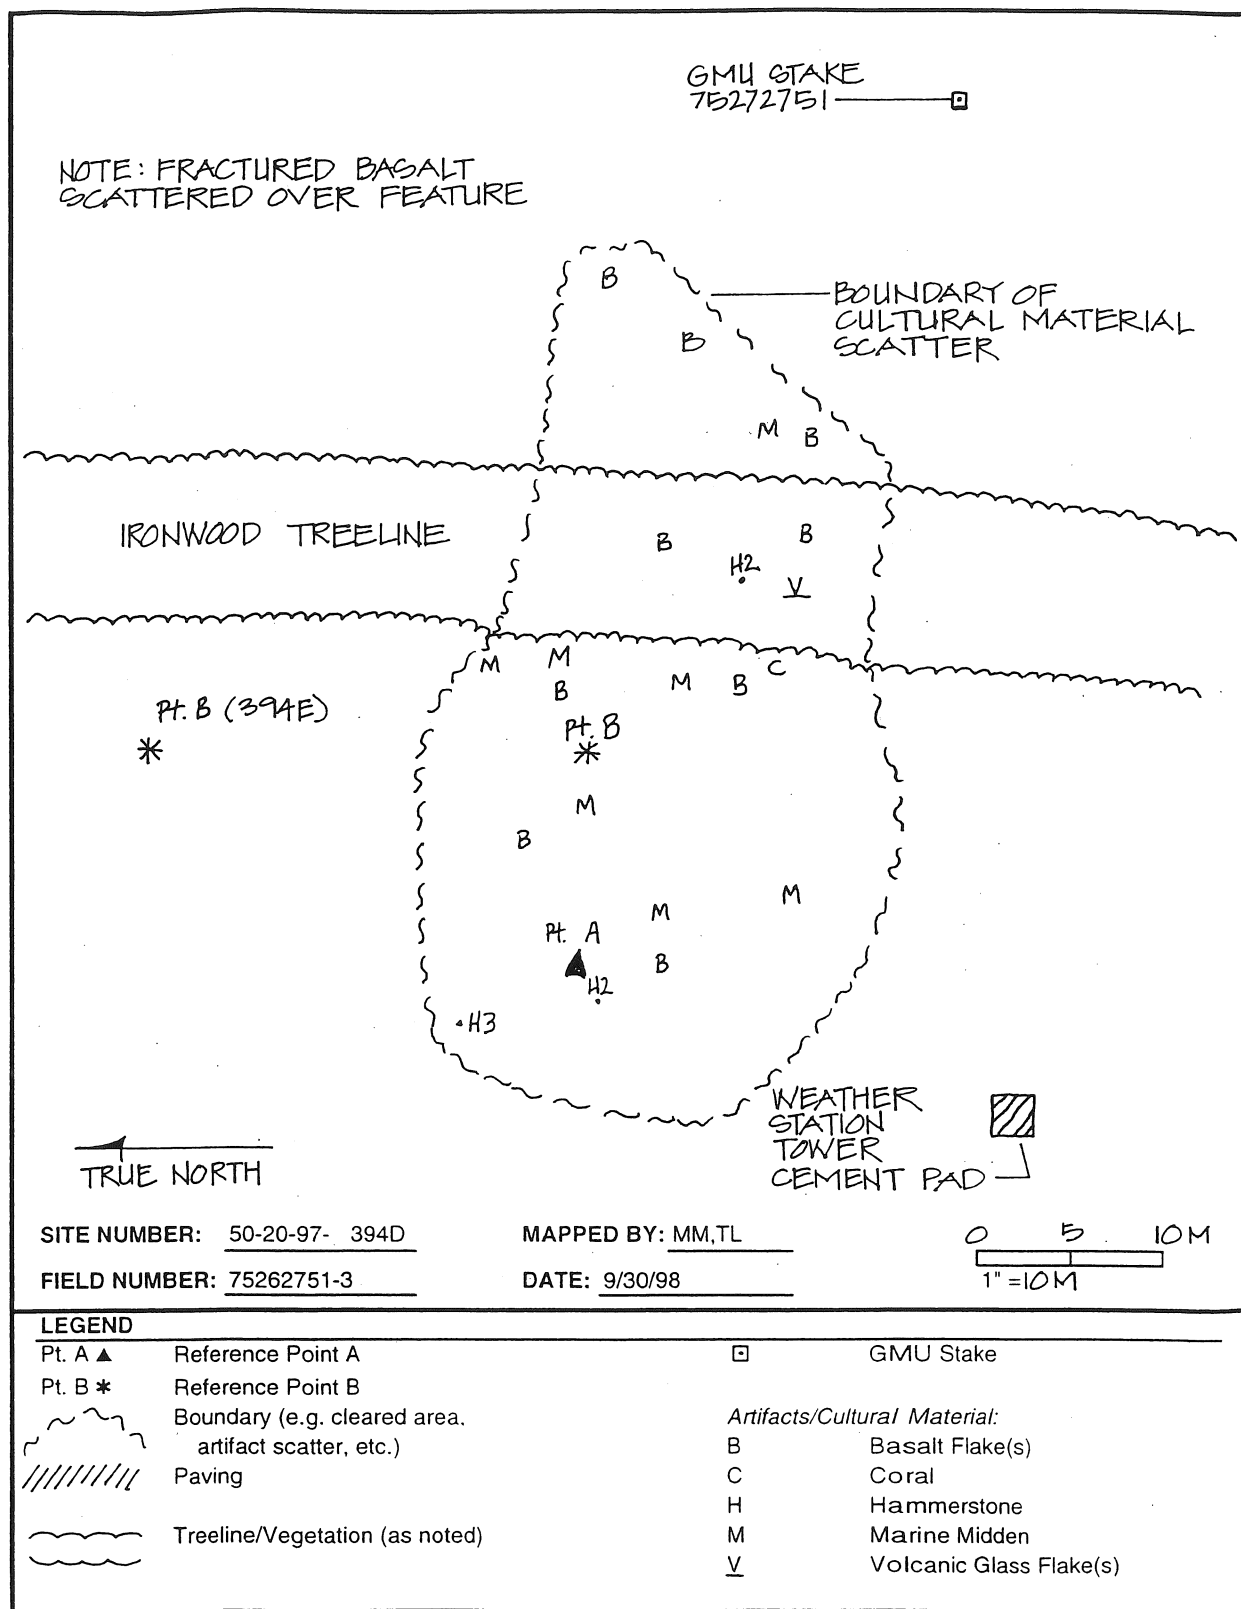 GMU STAKE
75272751
NOTE: FRACTURED BASALT
SCATTERED OVER FEATURE
B
BOUNDARY OF
CULTURAL MATERIAL
SCATTER
B
M B
IRONWOOD TREELINE
B B
H2
V
M M C
B M B
Pt. B (394E)
Pt. B
M
B
M
M
Pt. A
B
H2
H3
WEATHER
STATION
TOWER
CEMENT PAD
TRUE NORTH
SITE NUMBER: 50-20-97- 394D MAPPED BY: MM,TL 0 5 10M
FIELD NUMBER: 75262751-3 DATE: 9/30/98 1" =10M
LEGEND
Pt. A Reference Point A GMU Stake
Pt. B Reference Point B
Boundary (e.g. cleared area, Artifacts/Cultural Material:
artifact scatter, etc.) B Basalt Flake(s)
Paving C Coral
H Hammerstone
Treeline/Vegetation (as noted) M Marine Midden
V Volcanic Glass Flake(s)